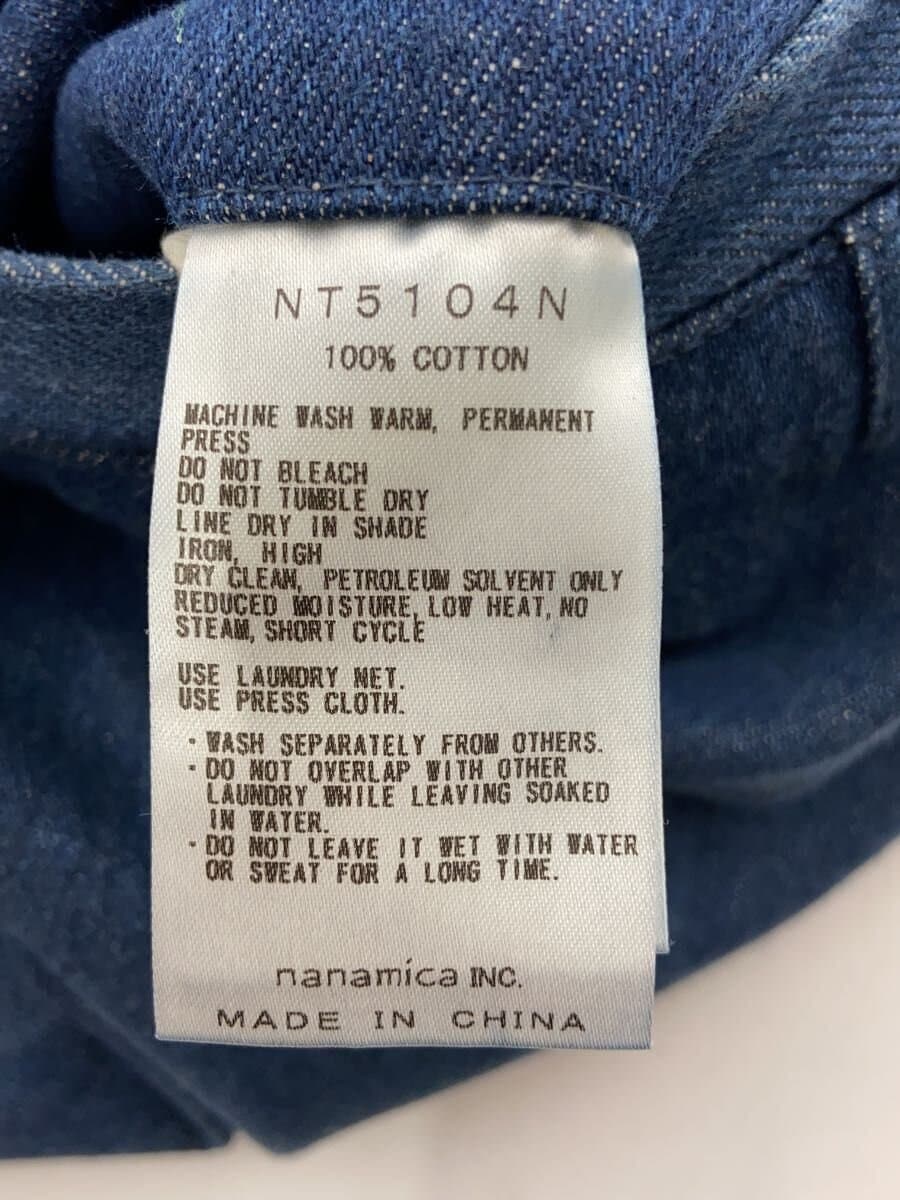 NT5104N
100% COTTON
MACHINE WASH WARM, PERMANENT
PRESS
DO NOT BLEACH
DO NOT TUMBLE DRY
LINE DRY IN SHADE
IRON, HIGH
DRY CLEAN, PETROLEUM SOLVENT ONLY
REDUCED MOISTURE, LOW HEAT, NO
STEAM, SHORT CYCLE
USE LAUNDRY NET.
USE PRESS CLOTH.
・WASH SEPARATELY FROM OTHERS.
・DO NOT OVERLAP WITH OTHER
LAUNDRY WHILE LEAVING SOAKED
IN WATER.
・DO NOT LEAVE IT WET WITH WATER
OR SWEAT FOR A LONG TIME.
nanamica INC.
MADE IN CHINA